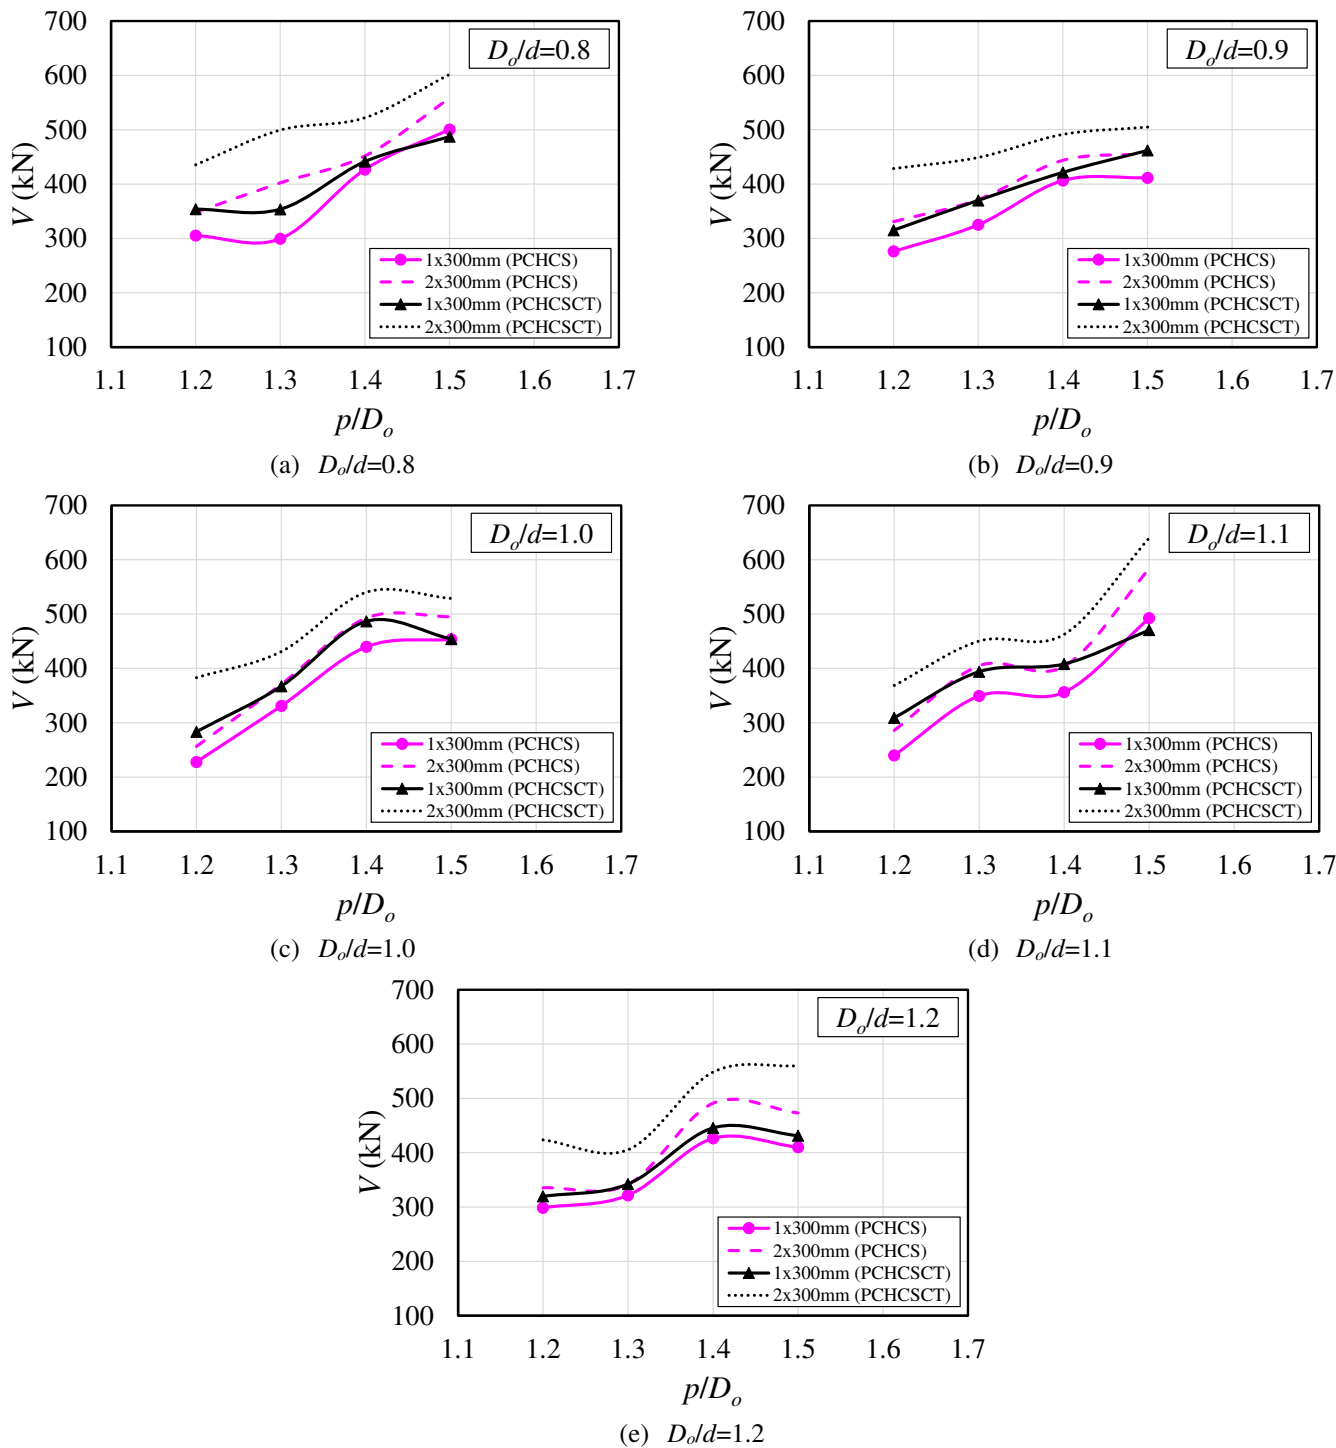 700
600
500
400
300
200
100
V (kN)
Do/d=0.8
1x300mm (PCHCS)
2x300mm (PCHCS)
1x300mm (PCHCSCT)
2x300mm (PCHCSCT)
1.1 1.2 1.3 1.4 1.5 1.6 1.7
p/Do
(a) Do/d=0.8
700
600
500
400
300
200
100
V (kN)
Do/d=0.9
1x300mm (PCHCS)
2x300mm (PCHCS)
1x300mm (PCHCSCT)
2x300mm (PCHCSCT)
1.1 1.2 1.3 1.4 1.5 1.6 1.7
p/Do
(b) Do/d=0.9
700
600
500
400
300
200
100
V (kN)
Do/d=1.0
1x300mm (PCHCS)
2x300mm (PCHCS)
1x300mm (PCHCSCT)
2x300mm (PCHCSCT)
1.1 1.2 1.3 1.4 1.5 1.6 1.7
p/Do
(c) Do/d=1.0
700
600
500
400
300
200
100
V (kN)
Do/d=1.1
1x300mm (PCHCS)
2x300mm (PCHCS)
1x300mm (PCHCSCT)
2x300mm (PCHCSCT)
1.1 1.2 1.3 1.4 1.5 1.6 1.7
p/Do
(d) Do/d=1.1
700
600
500
400
300
200
100
V (kN)
Do/d=1.2
1x300mm (PCHCS)
2x300mm (PCHCS)
1x300mm (PCHCSCT)
2x300mm (PCHCSCT)
1.1 1.2 1.3 1.4 1.5 1.6 1.7
p/Do
(e) Do/d=1.2